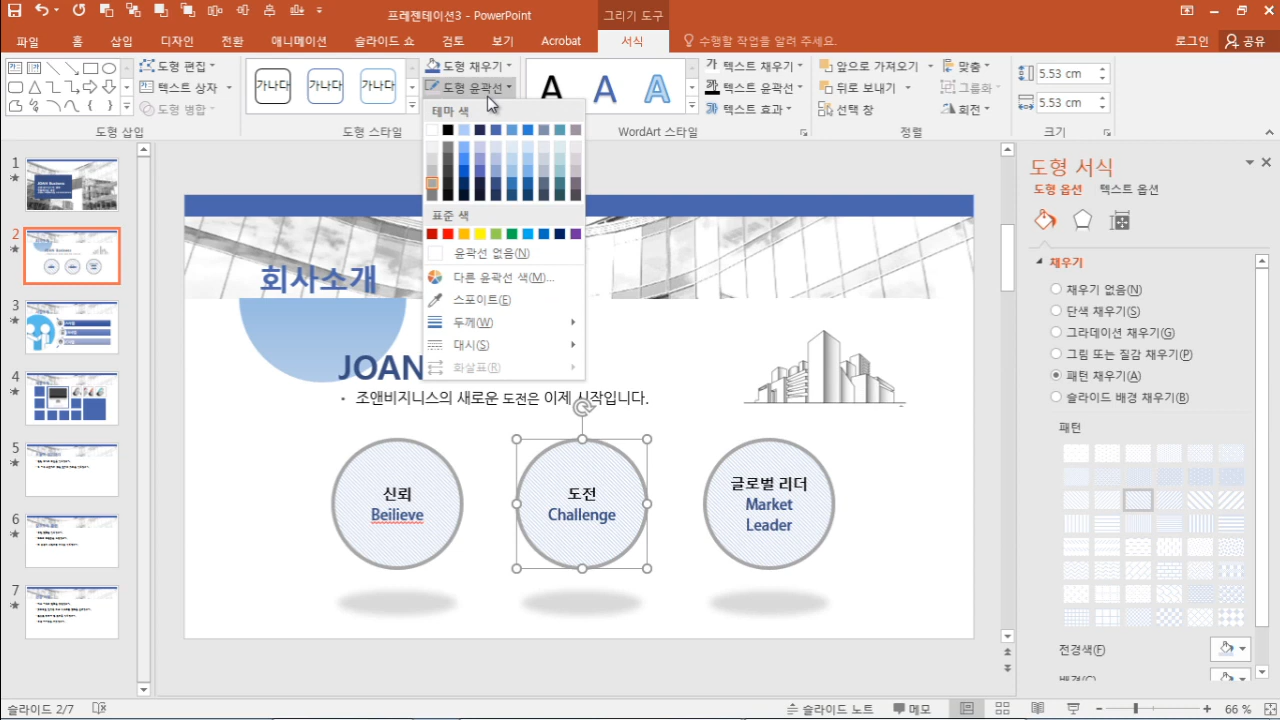 프레젠테이션3 - PowerPoint
그리기 도구
파일 홈 삽입 디자인 전환 애니메이션 슬라이드 쇼 검토 보기 Acrobat 서식 수행할 작업을 알려 주세요. 로그인 공유
도형 편집
텍스트 상자
도형 병합
도형 삽입
가나다 가나다 가나다
도형 스타일
도형 채우기
도형 윤곽선
A A A
WordArt 스타일
텍스트 채우기
텍스트 윤곽선
텍스트 효과
앞으로 가져오기
뒤로 보내기
선택 창
맞춤
그룹화
회전
정렬
5.53 cm
5.53 cm
크기
테마 색
표준 색
윤곽선 없음(N)
다른 윤곽선 색(M)...
스포이트(E)
두께(W)
대시(S)
화살표(R)
1
2
3
4
5
6
7
회사소개
JOAN
• 조앤비지니스의 새로운 도전은 이제 시작입니다.
신뢰
Beilieve
도전
Challenge
글로벌 리더
Market
Leader
도형 서식
도형 옵션 텍스트 옵션
채우기
채우기 없음(N)
단색 채우기(S)
그라데이션 채우기(G)
그림 또는 질감 채우기(P)
패턴 채우기(A)
슬라이드 배경 채우기(B)
패턴
전경색(F)
배경(C)
슬라이드 2/7
슬라이드 노트 메모
66 %